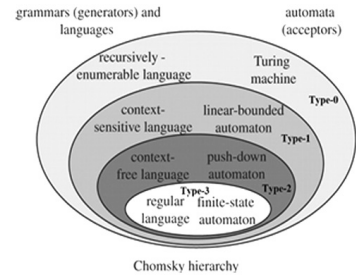 grammars (generators) and languages
automata (acceptors)
recursively - enumerable language
Turing machine
Type-0
context-sensitive language
linear-bounded automaton
Type-1
context-free language
push-down automaton
Type-2
Type-3
regular language
finite-state automaton
Chomsky hierarchy